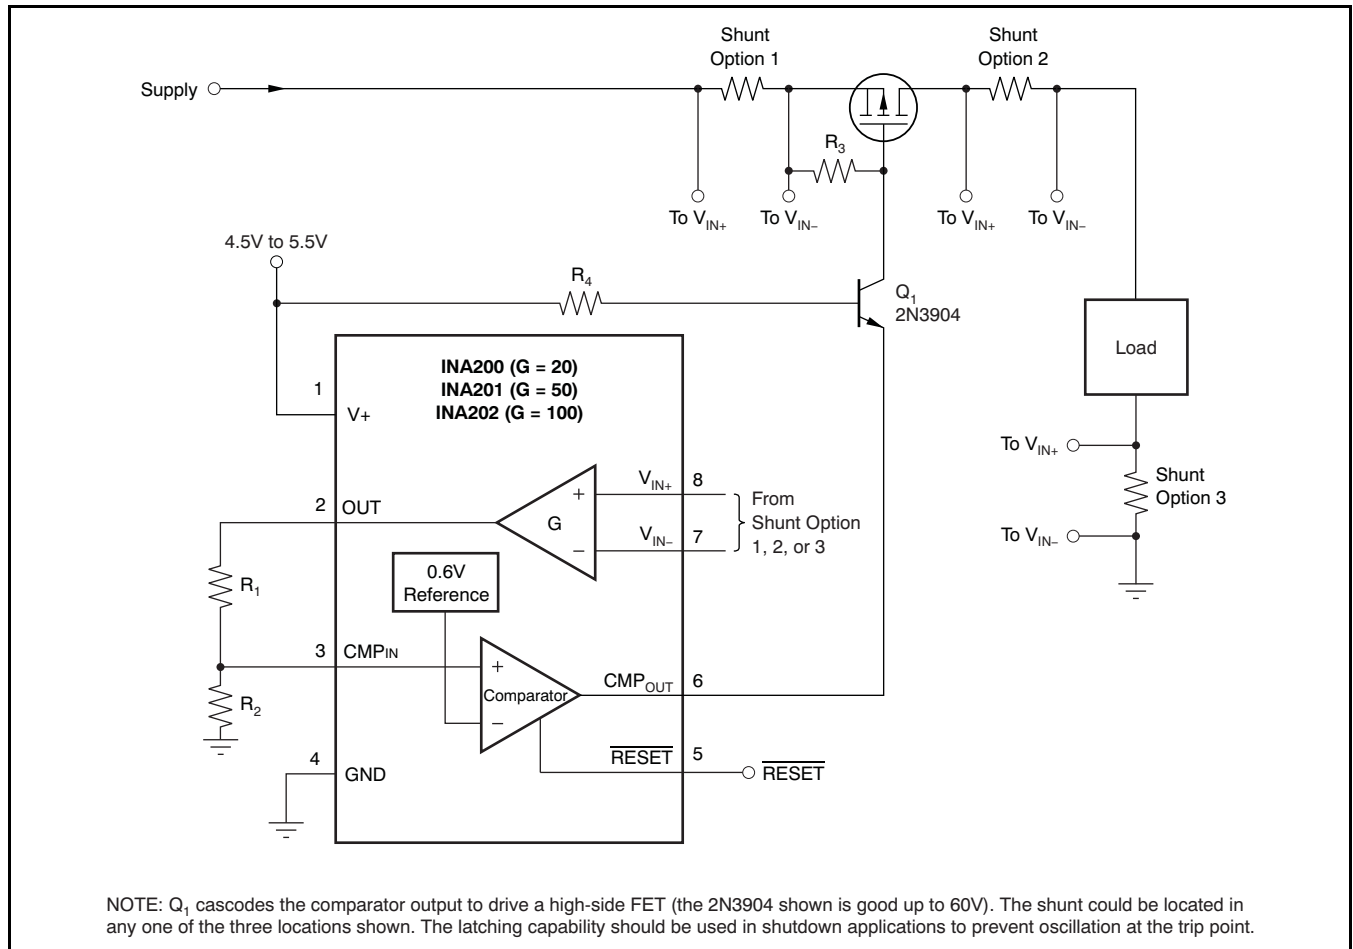 Shunt
Option 1
Shunt
Option 2
Supply
R3
To VIN+
To VIN−
To VIN+
To VIN−
4.5V to 5.5V
R4
Q1
2N3904
Load
INA200 (G = 20)
INA201 (G = 50)
INA202 (G = 100)
1
V+
To VIN+
Shunt
Option 3
To VIN−
VIN+
8
+
G
−
VIN−
7
From
Shunt Option
1, 2, or 3
2
OUT
R1
0.6V
Reference
3
CMPIN
+
Comparator
−
CMPOUT
6
R2
4
GND
RESET
5
RESET
NOTE: Q1 cascodes the comparator output to drive a high-side FET (the 2N3904 shown is good up to 60V). The shunt could be located in
any one of the three locations shown. The latching capability should be used in shutdown applications to prevent oscillation at the trip point.